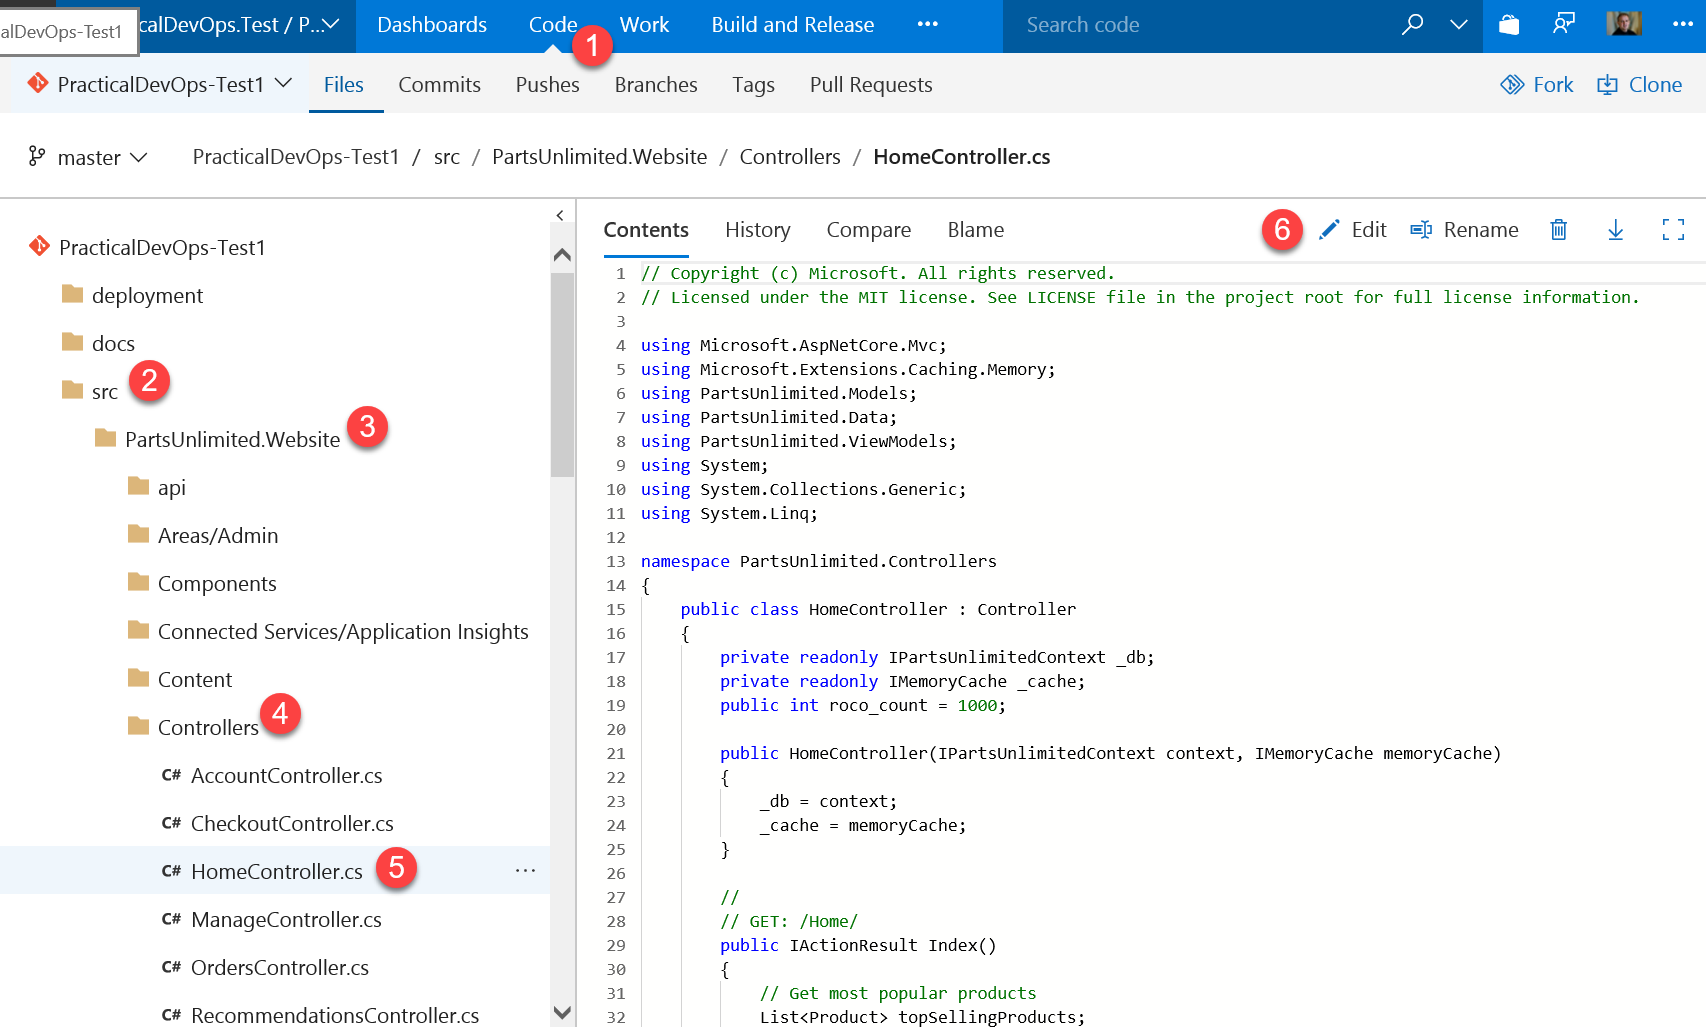 alDevOps-Test1
calDevOps.Test / P... Dashboards Code Work Build and Release ... Search code
1
PracticalDevOps-Test1 Files Commits Pushes Branches Tags Pull Requests Fork Clone
master PracticalDevOps-Test1 / src / PartsUnlimited.Website / Controllers / HomeController.cs
PracticalDevOps-Test1
deployment
docs
src 2
PartsUnlimited.Website 3
api
Areas/Admin
Components
Connected Services/Application Insights
Content
Controllers 4
C# AccountController.cs
C# CheckoutController.cs
C# HomeController.cs 5 ...
C# ManageController.cs
C# OrdersController.cs
C# RecommendationsController.cs
Contents History Compare Blame 6 Edit Rename
1 // Copyright (c) Microsoft. All rights reserved.
2 // Licensed under the MIT license. See LICENSE file in the project root for full license information.
3
4 using Microsoft.AspNetCore.Mvc;
5 using Microsoft.Extensions.Caching.Memory;
6 using PartsUnlimited.Models;
7 using PartsUnlimited.Data;
8 using PartsUnlimited.ViewModels;
9 using System;
10 using System.Collections.Generic;
11 using System.Linq;
12
13 namespace PartsUnlimited.Controllers
14 {
15 public class HomeController : Controller
16 {
17 private readonly IPartsUnlimitedContext _db;
18 private readonly IMemoryCache _cache;
19 public int roco_count = 1000;
20
21 public HomeController(IPartsUnlimitedContext context, IMemoryCache memoryCache)
22 {
23 _db = context;
24 _cache = memoryCache;
25 }
26
27 //
28 // GET: /Home/
29 public IActionResult Index()
30 {
31 // Get most popular products
32 List<Product> topSellingProducts;